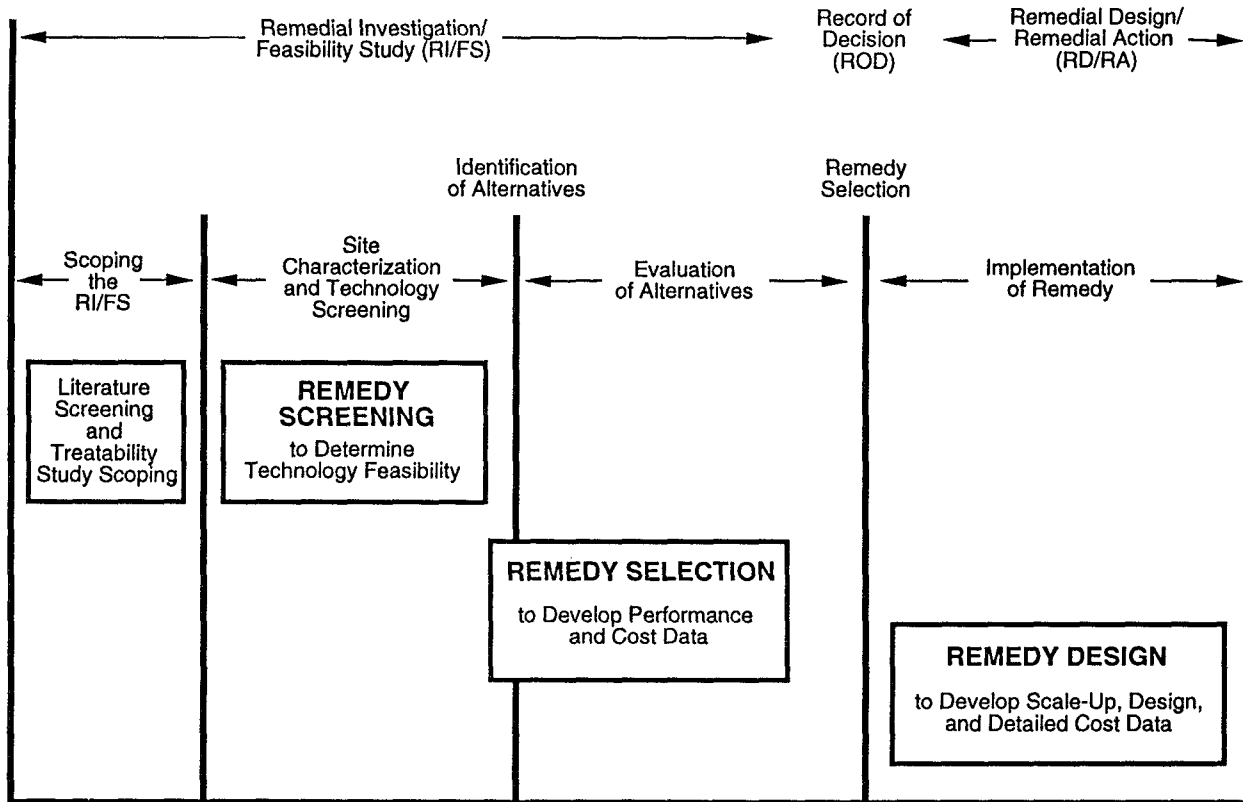 Remedial Investigation/
Feasibility Study (RI/FS)
Record of
Decision
(ROD)
Remedial Design/
Remedial Action
(RD/RA)
Identification
of Alternatives
Remedy
Selection
Scoping
the
RI/FS
Site
Characterization
and Technology
Screening
Evaluation
of Alternatives
Implementation
of Remedy
Literature
Screening
and
Treatability
Study Scoping
REMEDY
SCREENING
to Determine
Technology Feasibility
REMEDY SELECTION
to Develop Performance
and Cost Data
REMEDY DESIGN
to Develop Scale-Up, Design,
and Detailed Cost Data